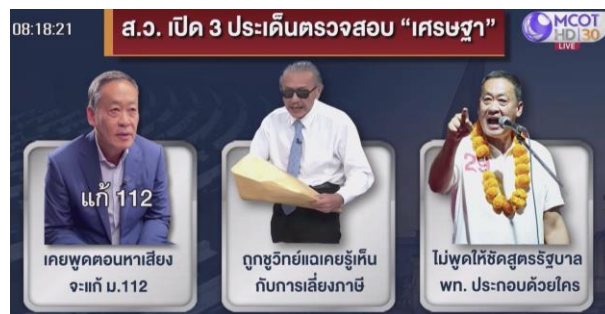 08:18:21
ส.ว. เปิด 3 ประเด็นตรวจสอบ “เศรษฐา”
MCOT
HD 30
LIVE
แก้ 112
29
เคยพูดตอนหาเสียง
จะแก้ ม.112
ถูกชูวิทย์แฉเคยรู้เห็น
กับการเลี่ยงภาษี
ไม่พูดให้ชัดสูตรรัฐบาล
พท. ประกอบด้วยใคร